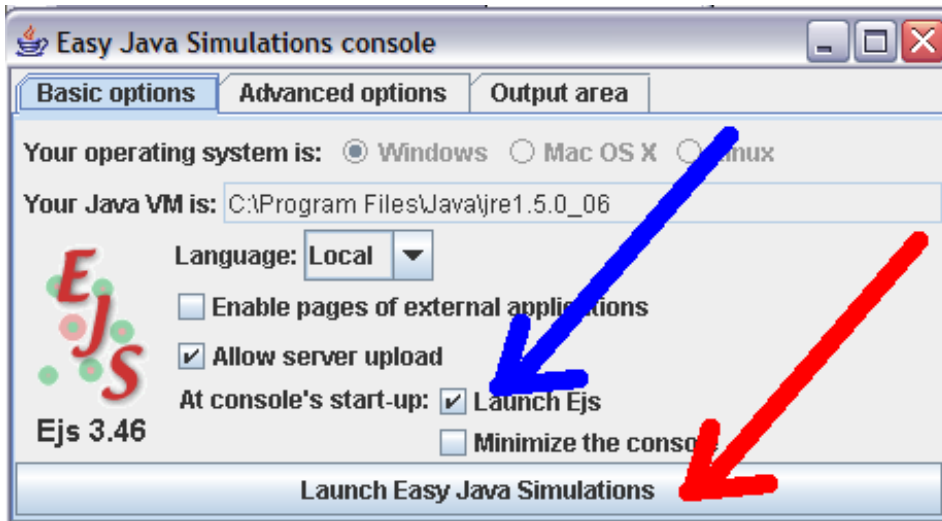 Easy Java Simulations console
Basic options Advanced options Output area
Your operating system is: Windows Mac OS X
Your Java VM is: C:\Program Files\Java\jre1.5.0_06
Language: Local
Enable pages of external applications
Allow server upload
At console's start-up: Launch Ejs
Minimize the console
EJS
Ejs 3.46
Launch Easy Java Simulations